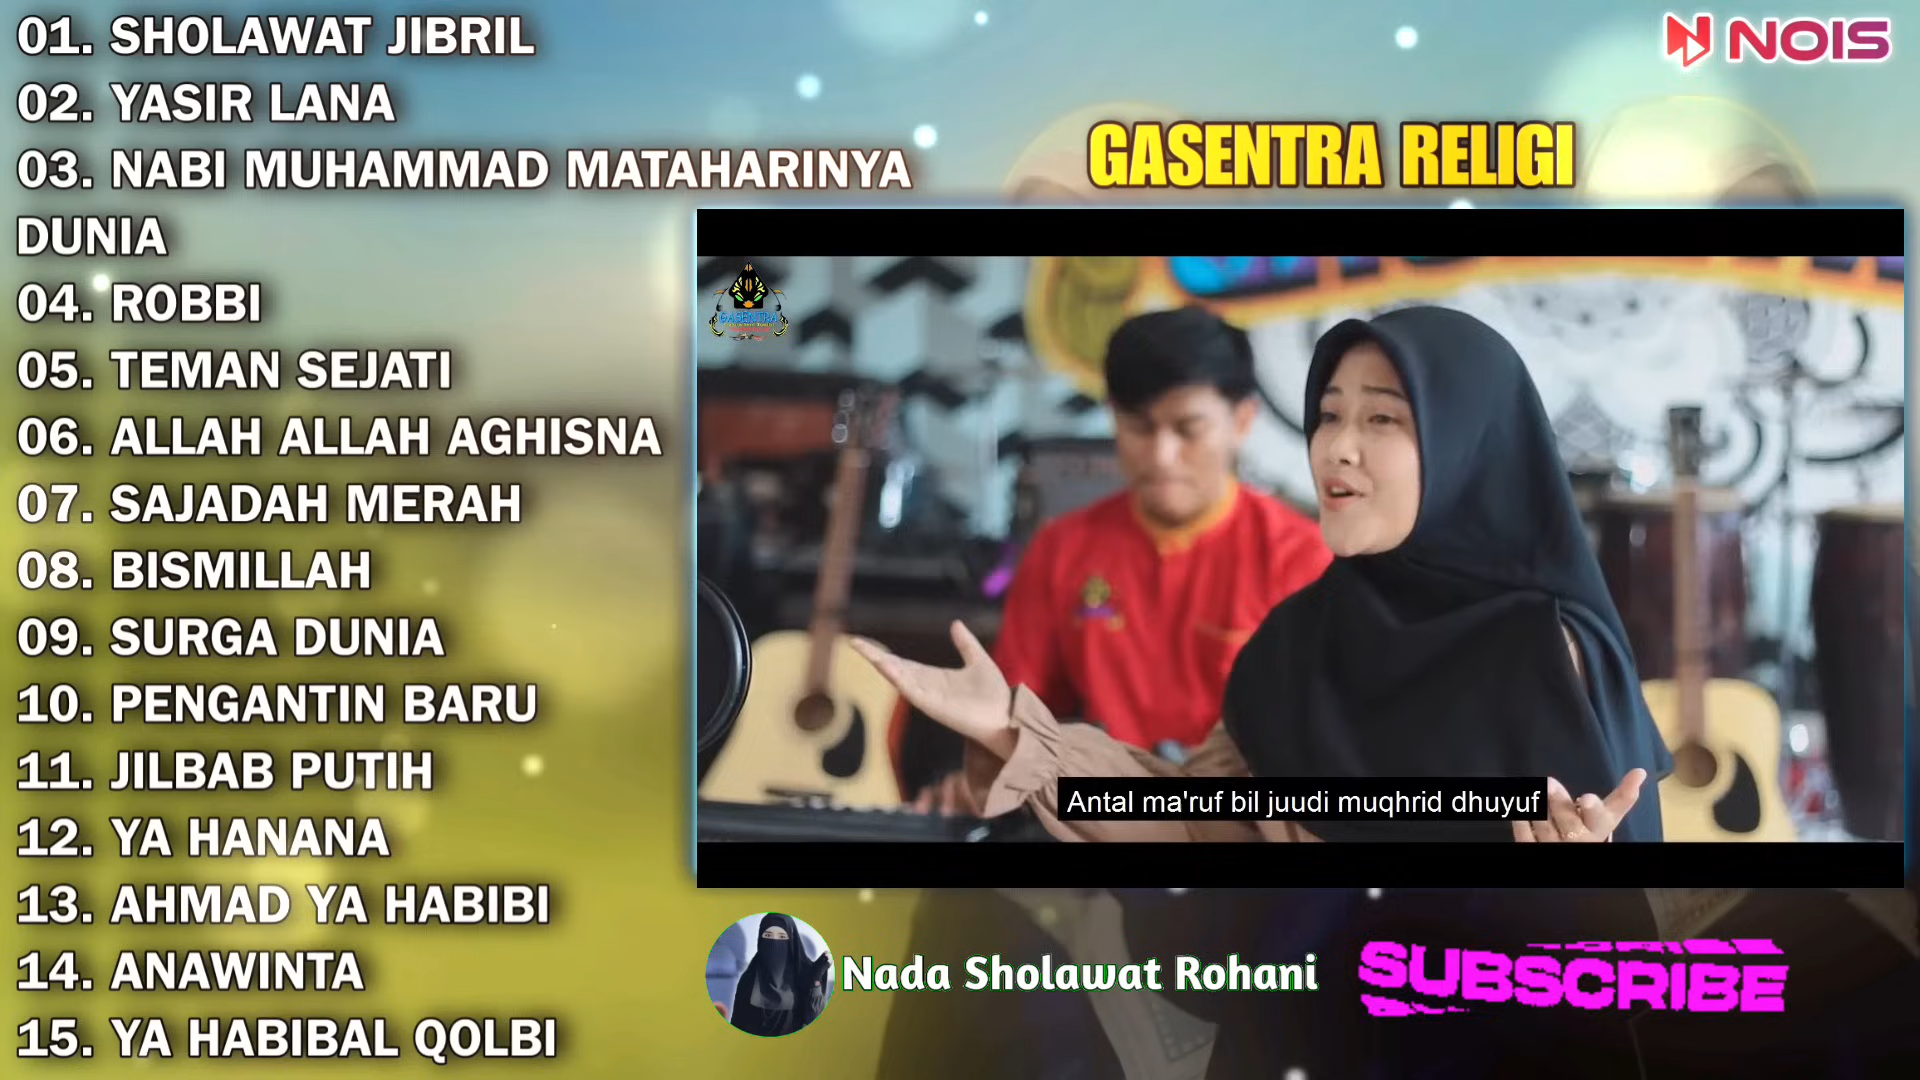 01. SHOLAWAT JIBRIL
02. YASIR LANA
03. NABI MUHAMMAD MATAHARINYA
DUNIA
04. ROBBI
05. TEMAN SEJATI
06. ALLAH ALLAH AGHISNA
07. SAJADAH MERAH
08. BISMILLAH
09. SURGA DUNIA
10. PENGANTIN BARU
11. JILBAB PUTIH
12. YA HANANA
13. AHMAD YA HABIBI
14. ANAWINTA
15. YA HABIBAL QOLBI
NOIS
GASENTRA RELIGI
GASENTRA
Antal ma'ruf bil juudi muqhrid dhuyuf
Nada Sholawat Rohani
SUBSCRIBE